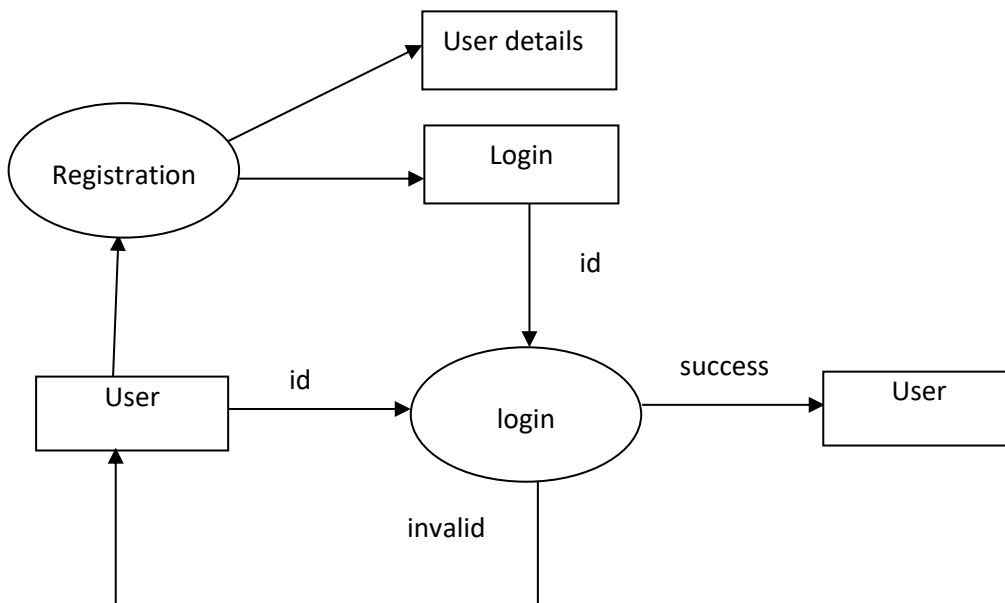 User details
Login
Registration
id
User
id
success
User
login
invalid